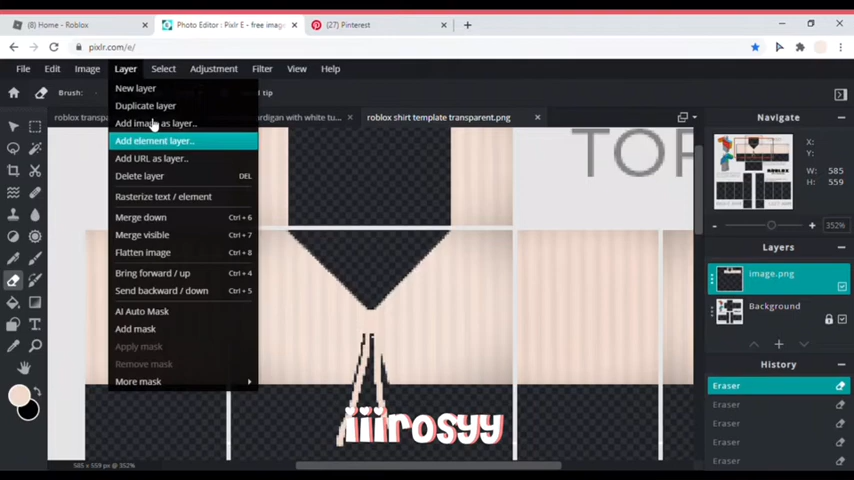 (8) Home - Roblox
Photo Editor : Pixlr E - free imag
(27) Pinterest
pixlr.com/e/
File Edit Image Layer Select Adjustment Filter View Help
Brush:
roblox shirt template transparent.png
New layer
Duplicate layer
Add image as layer..
Add element layer..
Add URL as layer..
Delete layer DEL
Rasterize text / element
Merge down Ctrl + 6
Merge visible Ctrl + 7
Flatten image Ctrl + 8
Bring forward / up Ctrl + 4
Send backward / down Ctrl + 5
AI Auto Mask
Add mask
Apply mask
Remove mask
More mask
Navigate
X:
Y:
W: 585
H: 559
352%
Layers
image.png
Background
History
Eraser
Eraser
Eraser
Eraser
Eraser
iiirosyy
585 x 559 px @ 352%